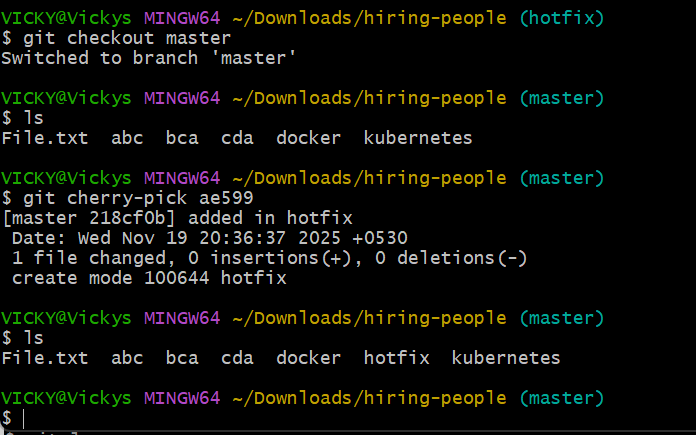 VICKY@Vickys MINGW64 ~/Downloads/hiring-people (hotfix)
$ git checkout master
Switched to branch 'master'
VICKY@Vickys MINGW64 ~/Downloads/hiring-people (master)
$ ls
File.txt  abc  bca  cda  docker  kubernetes
VICKY@Vickys MINGW64 ~/Downloads/hiring-people (master)
$ git cherry-pick ae599
[master 218cf0b] added in hotfix
 Date: Wed Nov 19 20:36:37 2025 +0530
 1 file changed, 0 insertions(+), 0 deletions(-)
 create mode 100644 hotfix
VICKY@Vickys MINGW64 ~/Downloads/hiring-people (master)
$ ls
File.txt  abc  bca  cda  docker  hotfix  kubernetes
VICKY@Vickys MINGW64 ~/Downloads/hiring-people (master)
$